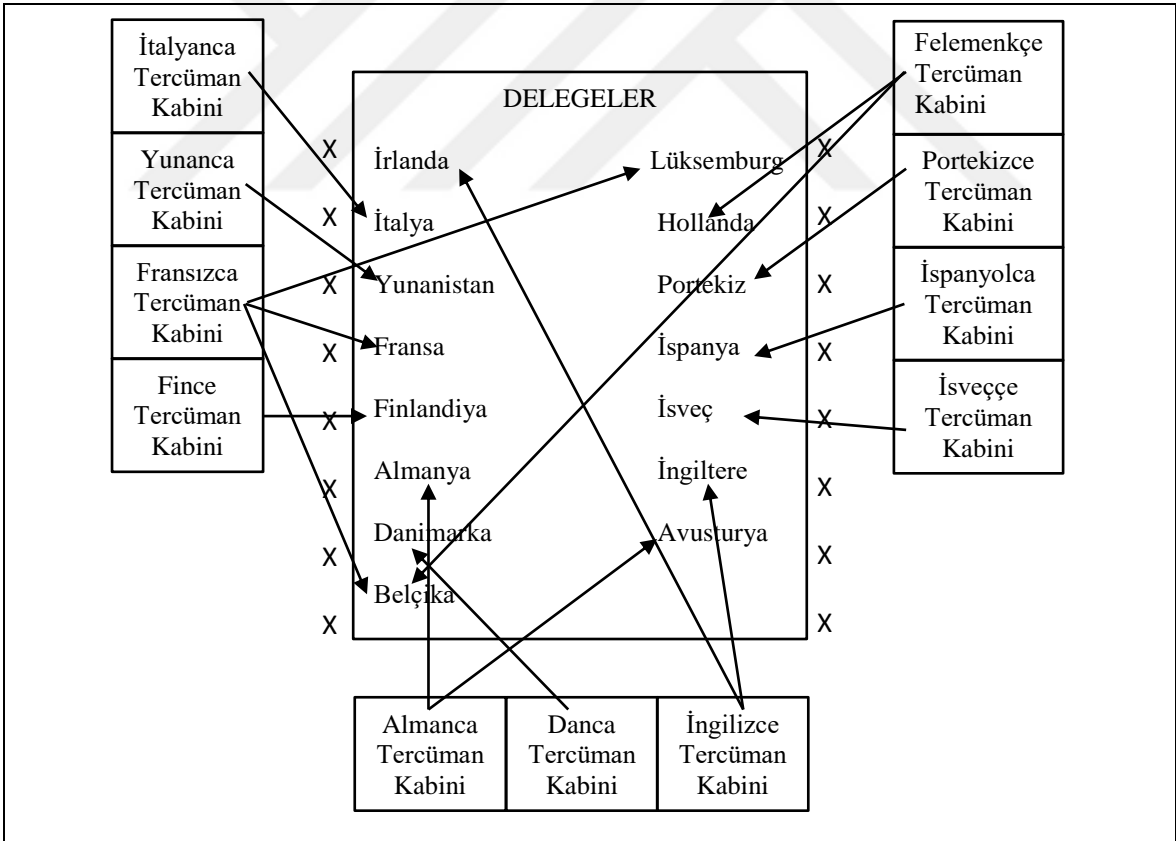 İtalyanca
Tercüman
Kabini
Yunanca
Tercüman
Kabini
Fransızca
Tercüman
Kabini
Fince
Tercüman
Kabini
DELEGELER
X
İrlanda
Lüksemburg
X
X
İtalya
Hollanda
X
X
Yunanistan
Portekiz
X
X
Fransa
İspanya
X
X
Finlandiya
İsveç
X
X
Almanya
İngiltere
X
X
Danimarka
Avusturya
X
X
Belçika
X
Felemenkçe
Tercüman
Kabini
Portekizce
Tercüman
Kabini
İspanyolca
Tercüman
Kabini
İsveççe
Tercüman
Kabini
Almanca
Tercüman
Kabini
Danca
Tercüman
Kabini
İngilizce
Tercüman
Kabini